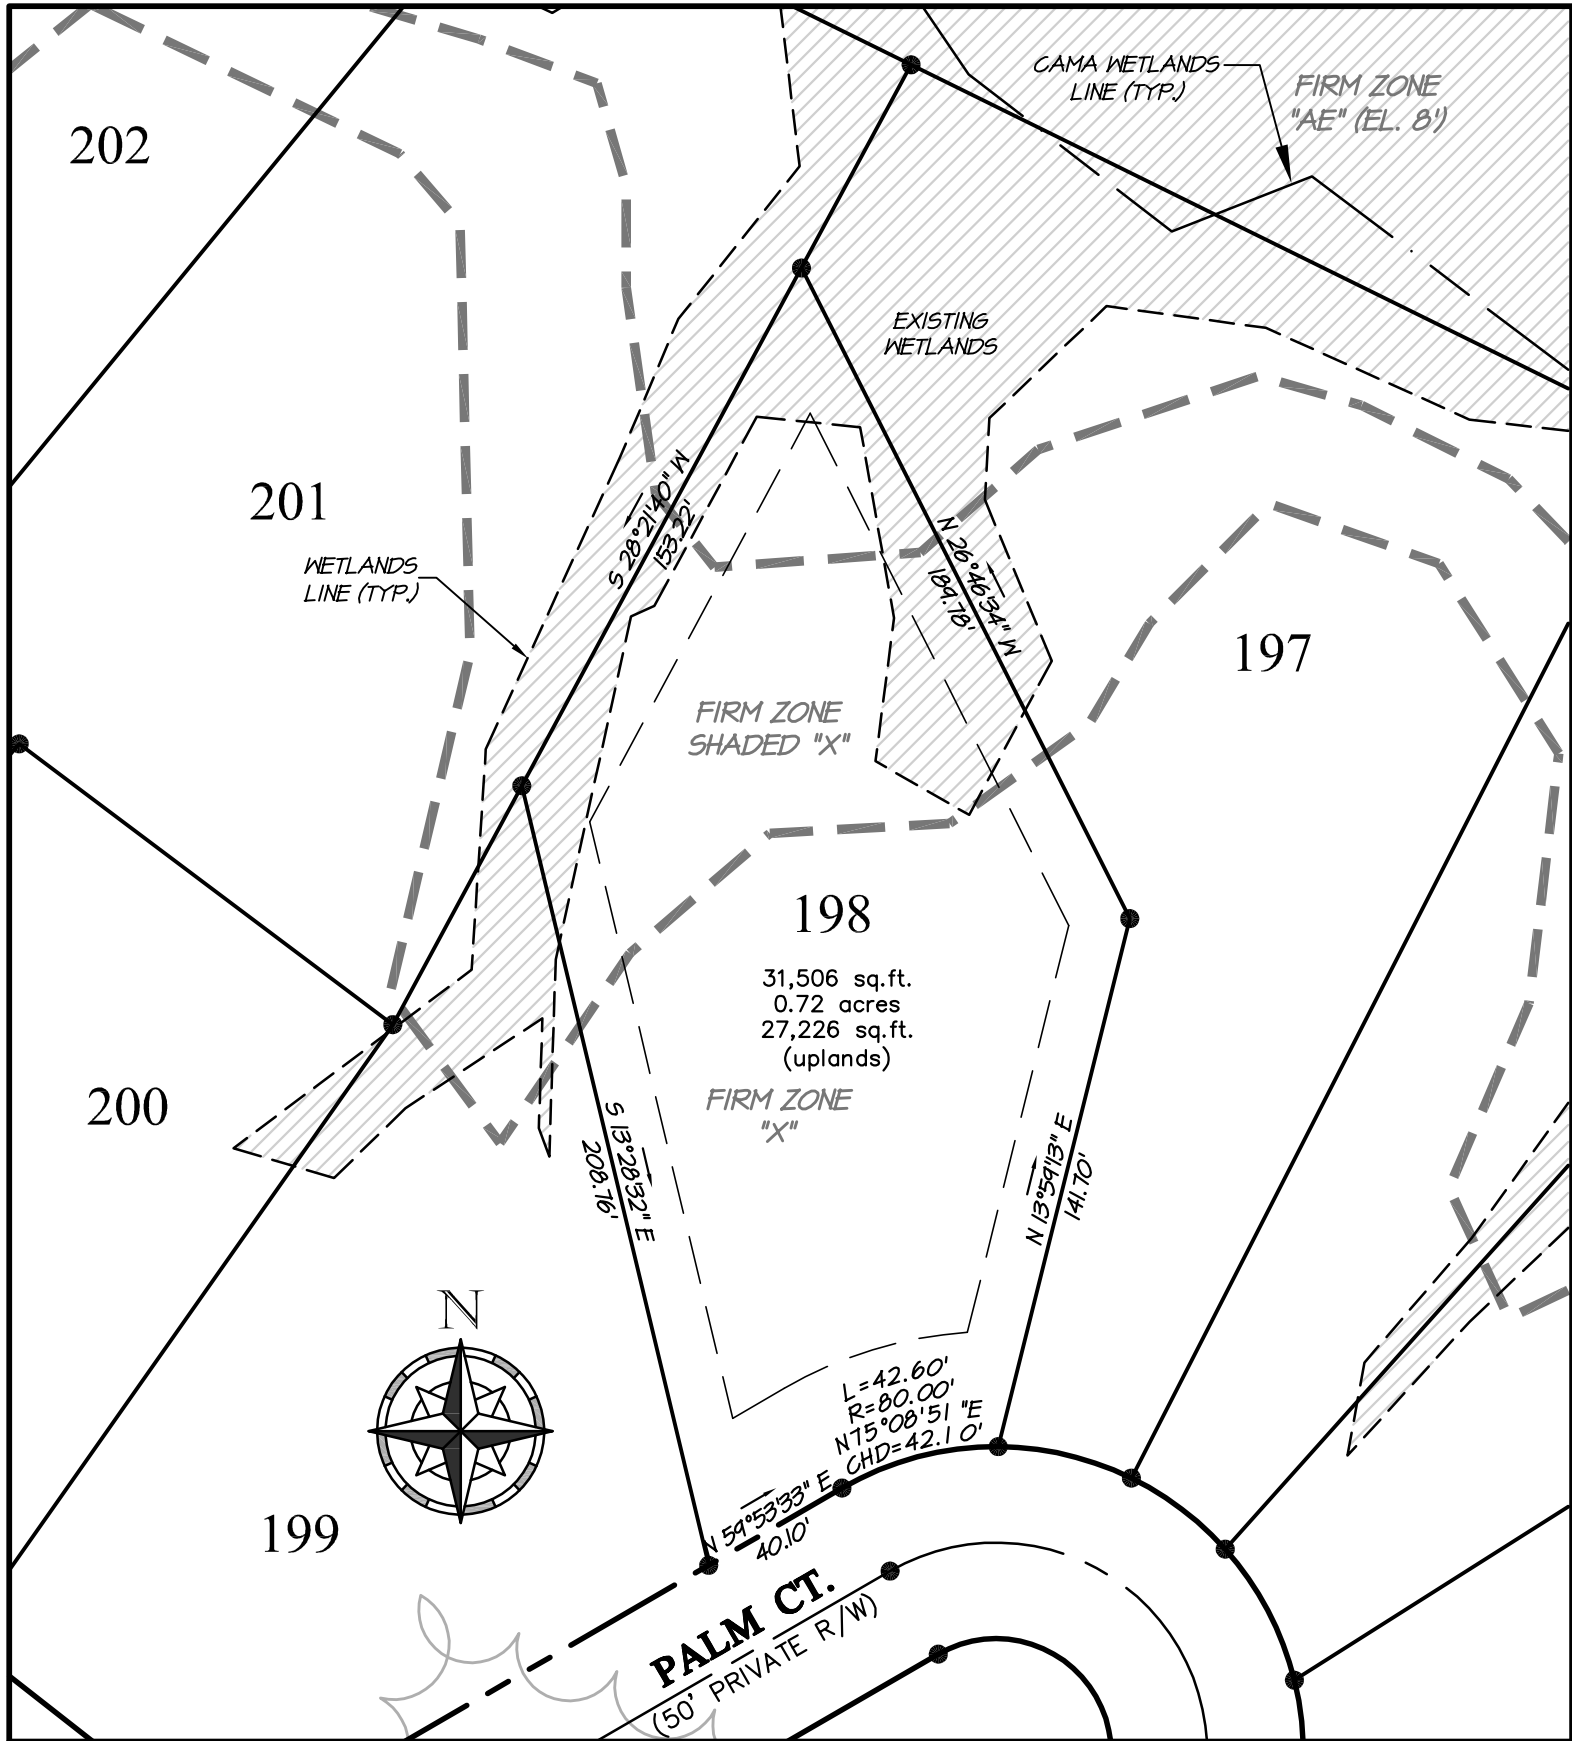 CAMA WETLANDS
LINE (TYP.)
FIRM ZONE
"AE" (EL. 8')
202
EXISTING
WETLANDS
201
S 28°21'40" W
153.22'
WETLANDS
LINE (TYP.)
N 26°46'34" W
189.78'
197
FIRM ZONE
SHADED "X"
198
31,506 sq.ft.
0.72 acres
27,226 sq.ft.
(uplands)
FIRM ZONE
"X"
200
S 13°28'32" E
208.76'
N 13°59'13" E
141.70'
N
L=42.60'
R=80.00'
N75°08'51 "E
CHD=42.10'
N 59°53'33" E
40.10'
199
PALM CT.
(50' PRIVATE R/W)